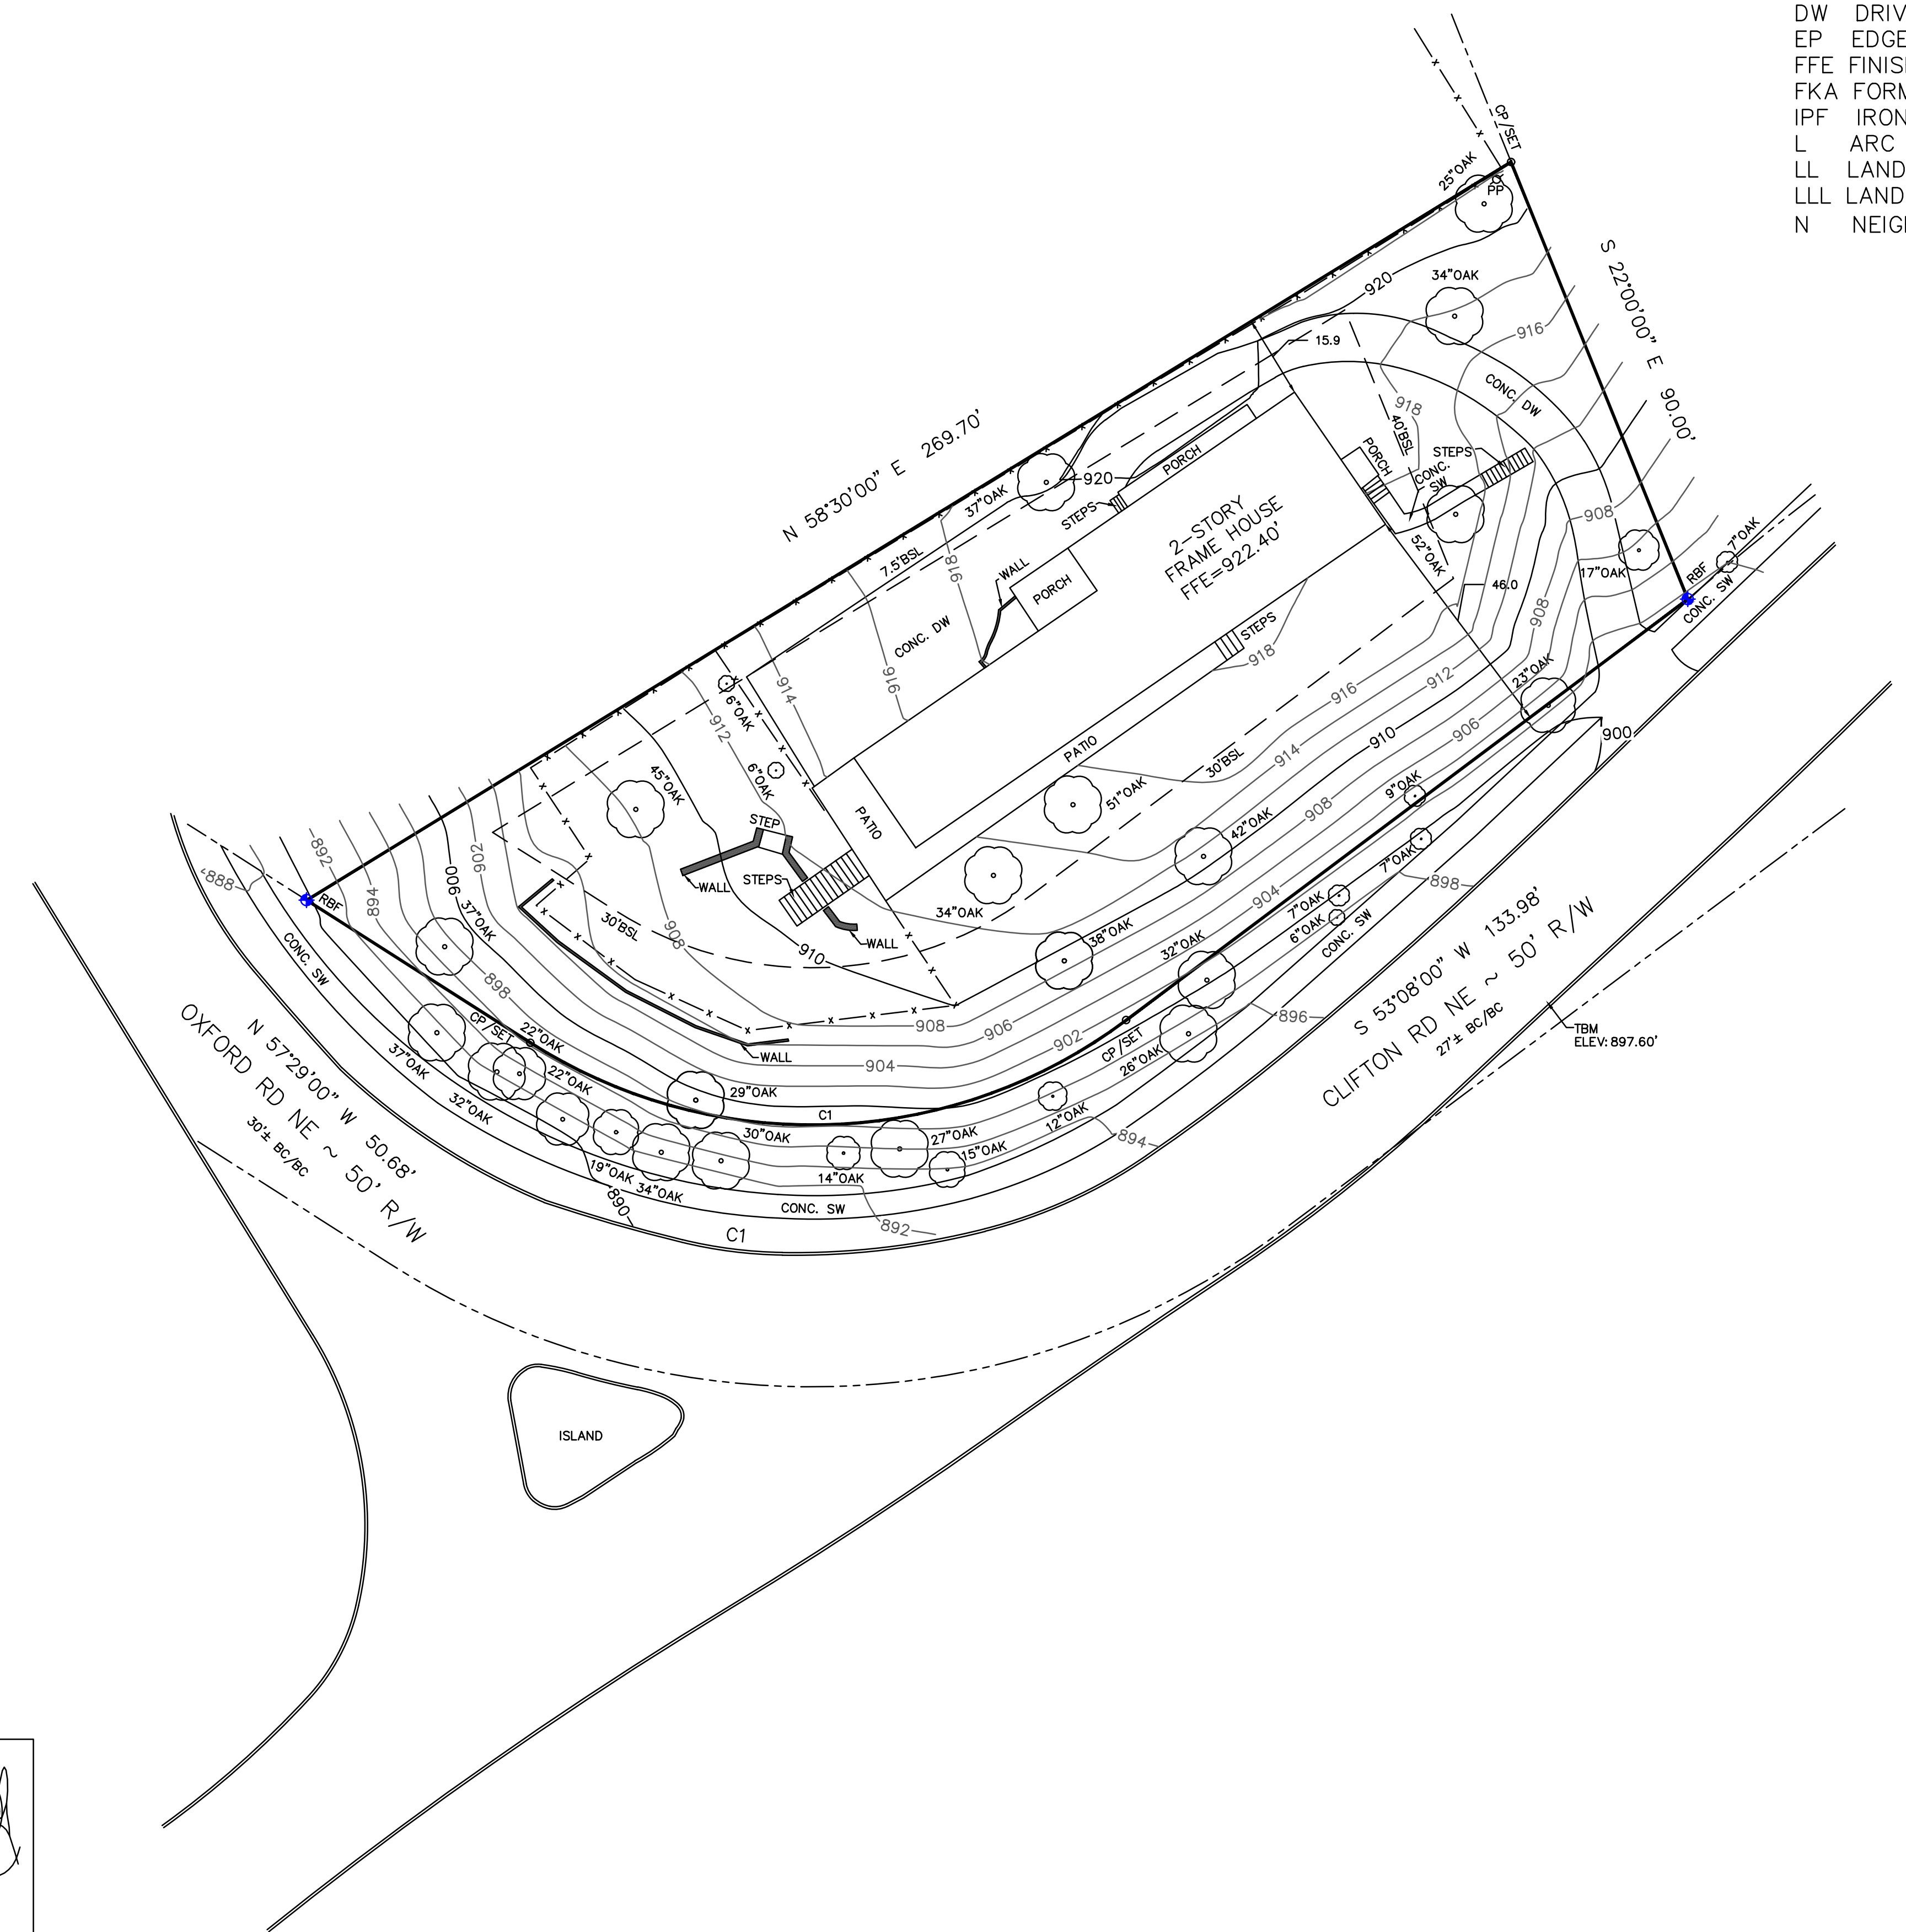 DW DRIV
EP EDGE
FFE FINIS
FKA FORM
IPF IRON
L ARC
LL LAND
LLL LAND
N NEIG
CP/SET
25"OAK
PP
920
34"OAK
S 22°00'00" E 90.00'
916
15.9
CONC. DW
918
40'BSL
N 58°30'00" E 269.70'
PORCH
STEPS
CONC.
SW
PORCH
920
37"OAK
STEPS
2-STORY
FRAME HOUSE
FFE=922.40'
908
7"OAK
52"OAK
7.5'BSL
918
WALL
17"OAK
RBF
PORCH
46.0
CONC. SW
908
CONC. DW
STEPS
918
916
23"OAK
914
6"OAK
912
916
912
910
906
900
PATIO
914
30'BSL
45"OAK
6"OAK
51"OAK
9"OAK
908
42"OAK
STEP
PATIO
902
892
900
7"OAK
898
888
894
WALL
STEPS
904
RBF
37"OAK
34"OAK
7"OAK
30'BSL
908
38"OAK
32"OAK
6"OAK
CONC. SW
S 53°08'00" W 133.98'
CLIFTON RD NE ~ 50' R/W
27'± BC/BC
WALL
910
CONC. SW
898
896
TBM
ELEV: 897.60'
908
906
902
CP/SET
CP/SET
22"OAK
N 57°29'00" W 50.68'
OXFORD RD NE ~ 50' R/W
30'± BC/BC
37"OAK
WALL
904
26"OAK
22"OAK
29"OAK
32"OAK
C1
12"OAK
30"OAK
27"OAK
894
15"OAK
19"OAK
14"OAK
34"OAK
890
CONC. SW
892
C1
ISLAND